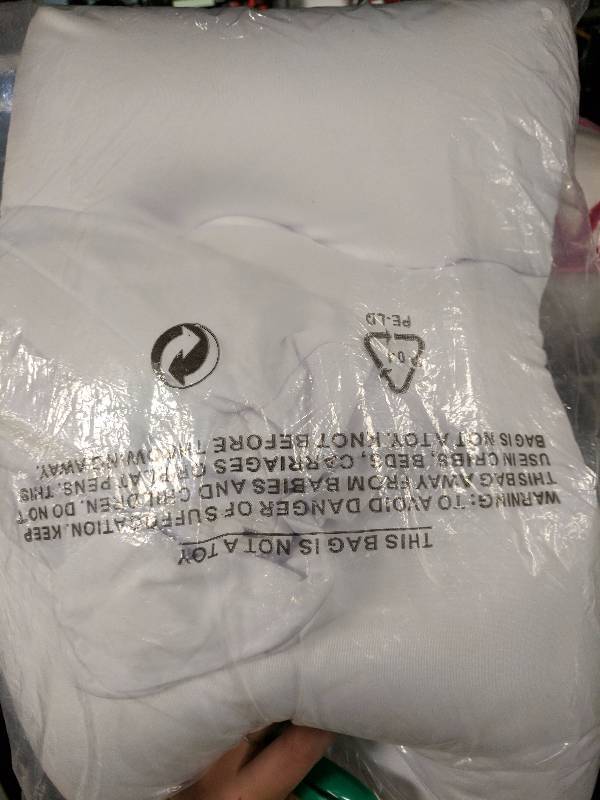 THIS BAG IS NOT A TOY
WARNING: TO AVOID DANGER OF SUFFOCATION. KEEP
THIS BAG AWAY FROM BABIES AND CHILDREN. DO NOT
USE IN CRIBS, BEDS, CARRIAGES OR PLAY PENS. THIS
BAG IS NOT A TOY. KNOT BEFORE THROWING AWAY.
04
PE-LD